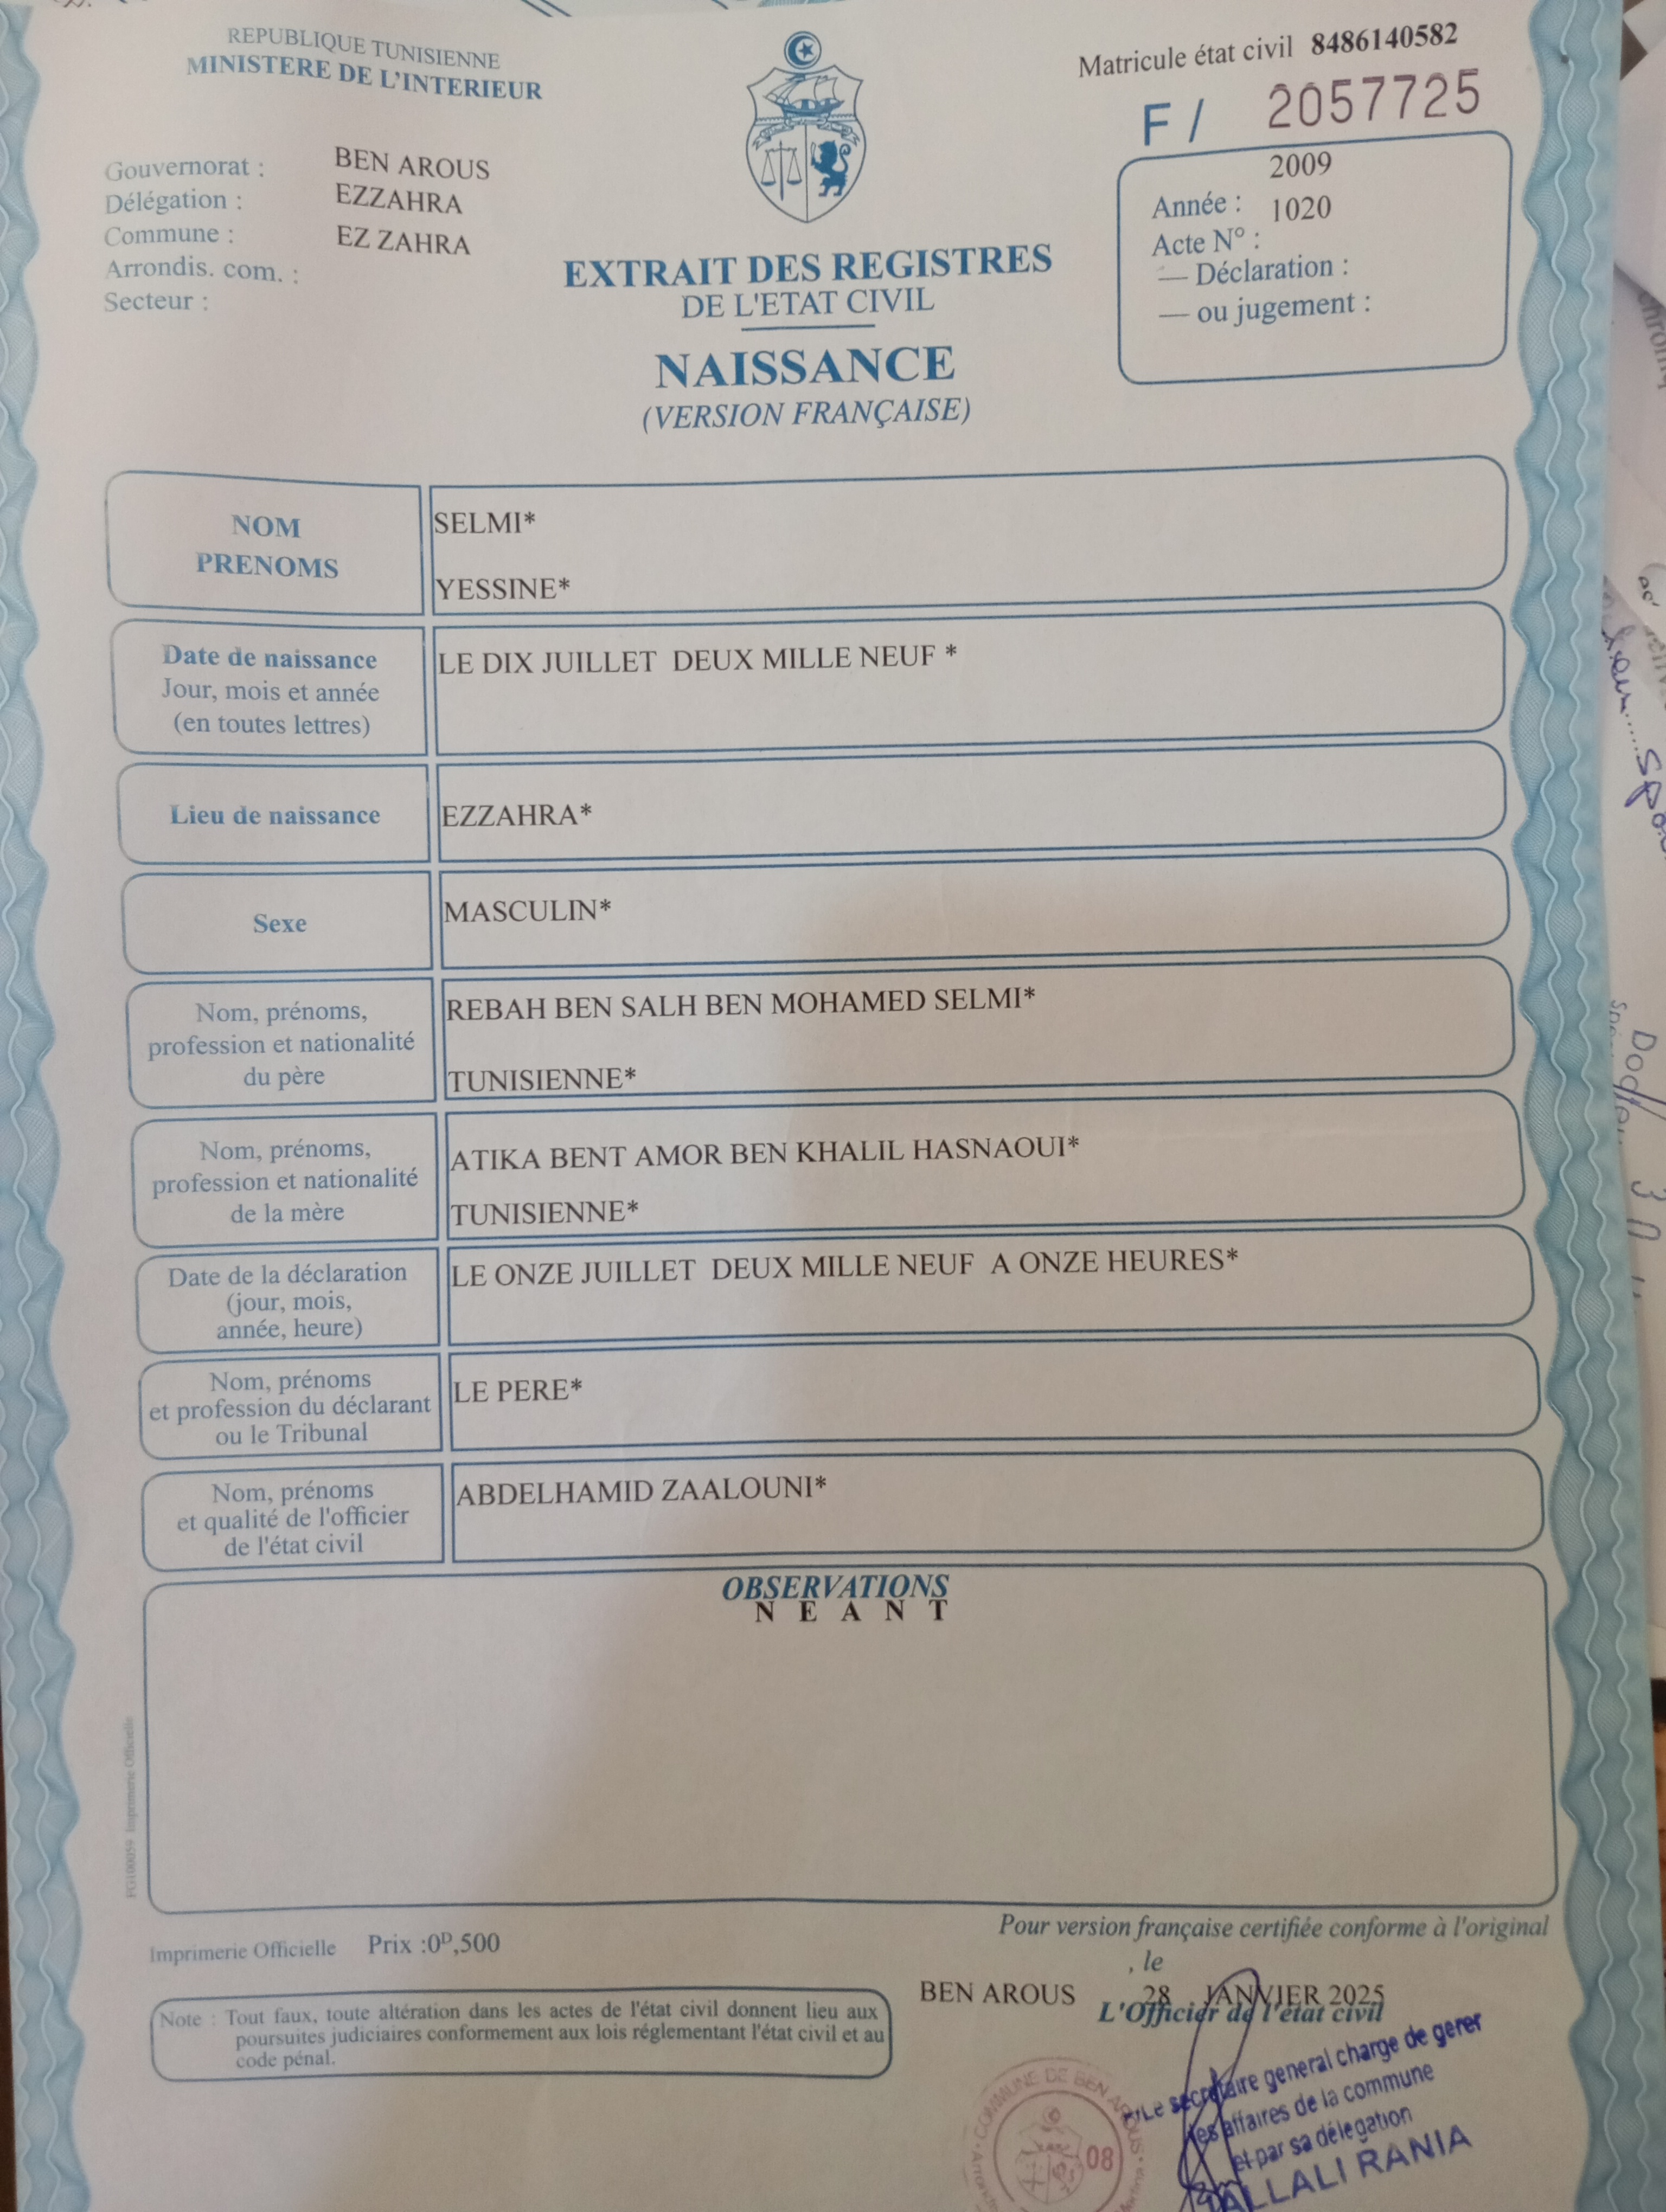 REPUBLIQUE TUNISIENNE
MINISTERE DE L'INTERIEUR
Matricule état civil 8486140582
F / 2057725
Gouvernorat : BEN AROUS
Délégation : EZZAHRA
Commune : EZ ZAHRA
Arrondis. com. :
Secteur :
2009
Année : 1020
Acte N° :
— Déclaration :
— ou jugement :
EXTRAIT DES REGISTRES
DE L'ETAT CIVIL
NAISSANCE
(VERSION FRANÇAISE)
NOM
PRENOMS
SELMI*
YESSINE*
Date de naissance
Jour, mois et année
(en toutes lettres)
LE DIX JUILLET DEUX MILLE NEUF *
Lieu de naissance
EZZAHRA*
Sexe
MASCULIN*
Nom, prénoms,
profession et nationalité
du père
REBAH BEN SALH BEN MOHAMED SELMI*
TUNISIENNE*
Nom, prénoms,
profession et nationalité
de la mère
ATIKA BENT AMOR BEN KHALIL HASNAOUI*
TUNISIENNE*
Date de la déclaration
(jour, mois,
année, heure)
LE ONZE JUILLET DEUX MILLE NEUF A ONZE HEURES*
Nom, prénoms
et profession du déclarant
ou le Tribunal
LE PERE*
Nom, prénoms
et qualité de l'officier
de l'état civil
ABDELHAMID ZAALOUNI*
OBSERVATIONS
N E A N T
FG100059 Imprimerie Officielle
Imprimerie Officielle Prix :0ᴰ,500
Pour version française certifiée conforme à l'original
, le
BEN AROUS 28 JANVIER 2025
L'Officier de l'état civil
Note : Tout faux, toute altération dans les actes de l'état civil donnent lieu aux
poursuites judiciaires conformement aux lois réglementant l'état civil et au
code pénal.
Le secrétaire general charge de gerer
les affaires de la commune
et par sa délegation
RANIA
COMMUNE DE BEN AROUS
08